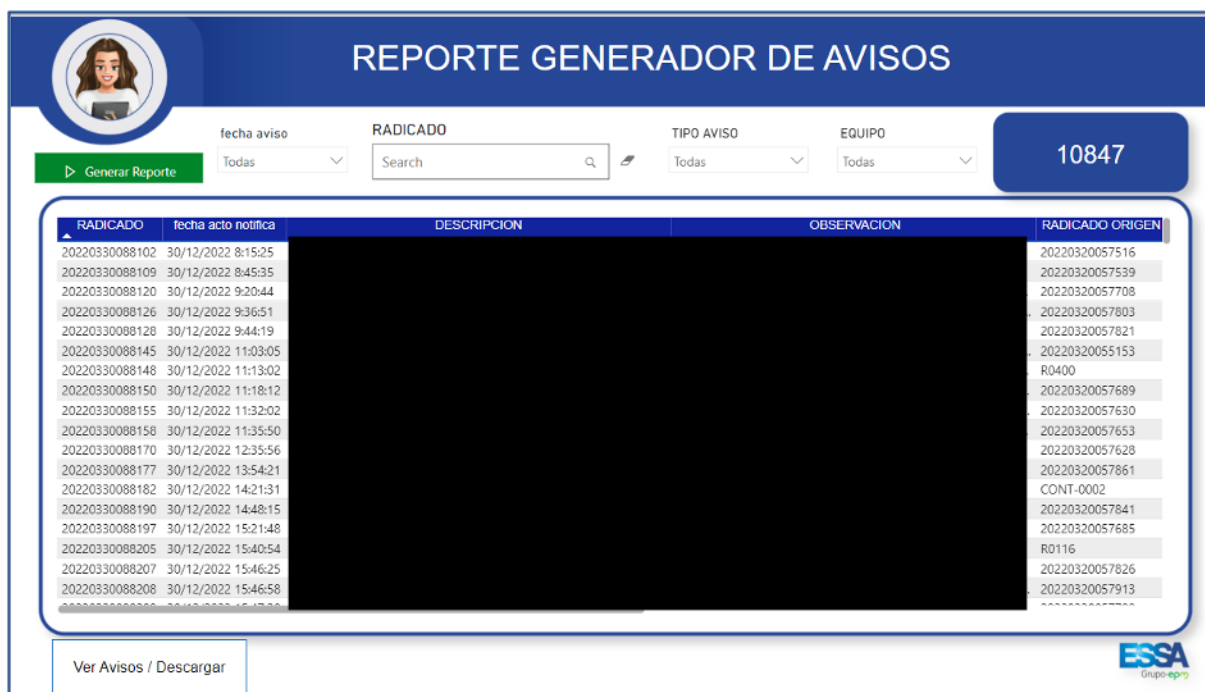 REPORTE GENERADOR DE AVISOS
fecha aviso RADICADO TIPO AVISO EQUIPO
Generar Reporte Todas Search Todas Todas 10847
RADICADO fecha acto notifica DESCRIPCION OBSERVACION RADICADO ORIGEN
20220330088102 30/12/2022 8:15:25 20220320057516
20220330088109 30/12/2022 8:45:35 20220320057539
20220330088120 30/12/2022 9:20:44 20220320057708
20220330088126 30/12/2022 9:36:51 20220320057803
20220330088128 30/12/2022 9:44:19 20220320057821
20220330088145 30/12/2022 11:03:05 20220320055153
20220330088148 30/12/2022 11:13:02 R0400
20220330088150 30/12/2022 11:18:12 20220320057689
20220330088155 30/12/2022 11:32:02 20220320057630
20220330088158 30/12/2022 11:35:50 20220320057653
20220330088170 30/12/2022 12:35:56 20220320057628
20220330088177 30/12/2022 13:54:21 20220320057861
20220330088182 30/12/2022 14:21:31 CONT-0002
20220330088190 30/12/2022 14:48:15 20220320057841
20220330088197 30/12/2022 15:21:48 20220320057685
20220330088205 30/12/2022 15:40:54 R0116
20220330088207 30/12/2022 15:46:25 20220320057826
20220330088208 30/12/2022 15:46:58 20220320057913
Ver Avisos / Descargar
ESSA
Grupo·epm